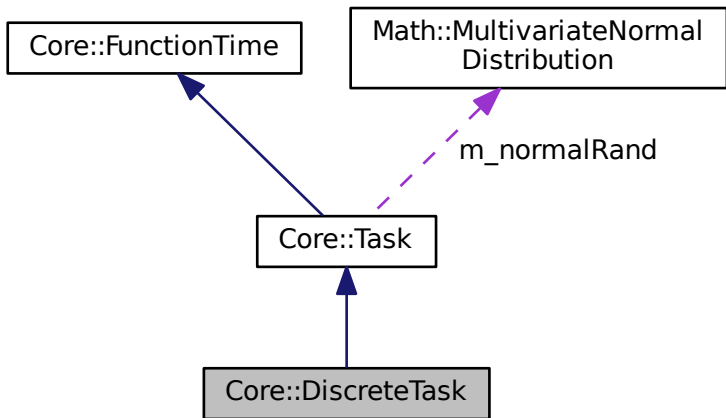 Core::FunctionTime
Math::MultivariateNormal
Distribution
m_normalRand
Core::Task
Core::DiscreteTask